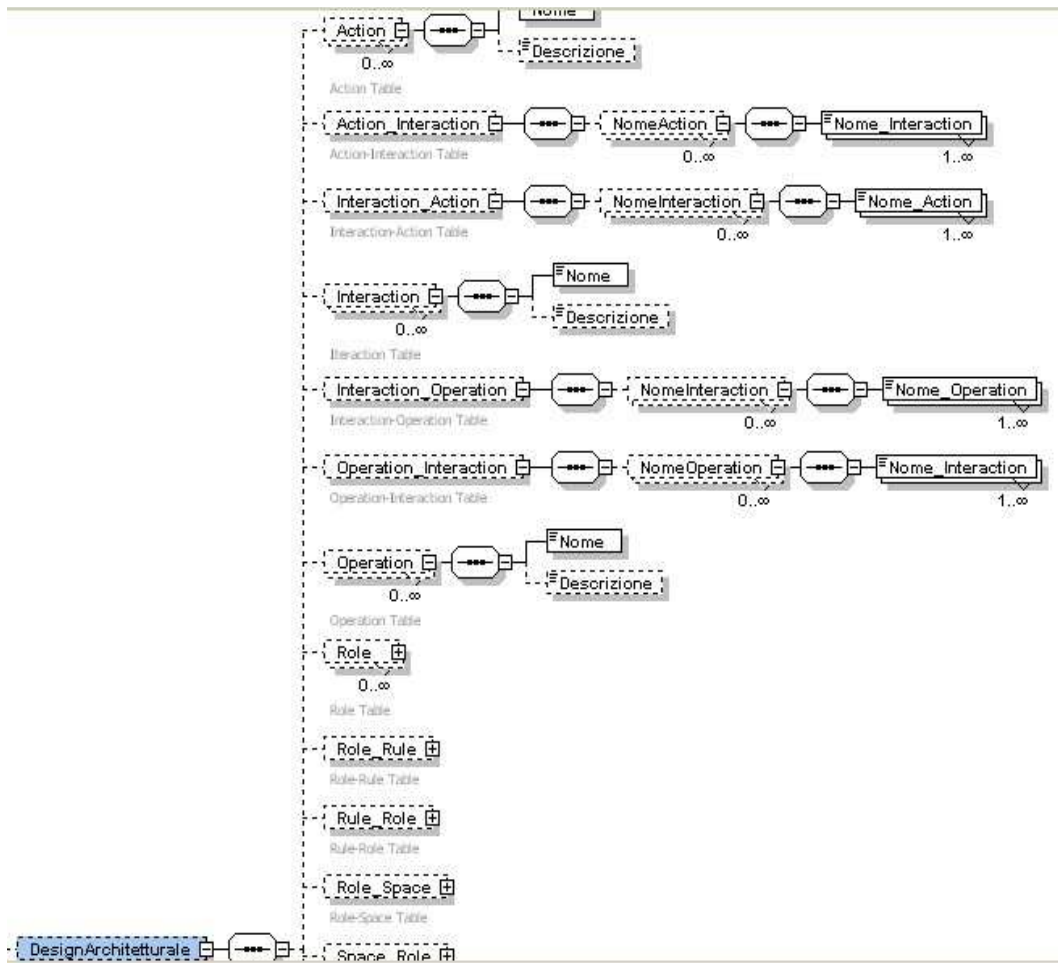 Nome
Action
Descrizione
0..∞
Action Table
Action_Interaction
NomeAction
Nome_Interaction
0..∞
1..∞
Action-Interaction Table
Interaction_Action
NomeInteraction
Nome_Action
0..∞
1..∞
Interaction-Action Table
Nome
Interaction
Descrizione
0..∞
Iteraction Table
Interaction_Operation
NomeInteraction
Nome_Operation
0..∞
1..∞
Interaction-Operation Table
Operation_Interaction
NomeOperation
Nome_Interaction
0..∞
1..∞
Operation-Interaction Table
Nome
Operation
Descrizione
0..∞
Operation Table
Role
0..∞
Role Table
Role_Rule
Role-Rule Table
Rule_Role
Rule-Role Table
Role_Space
Role-Space Table
DesignArchitetturale
Space_Role